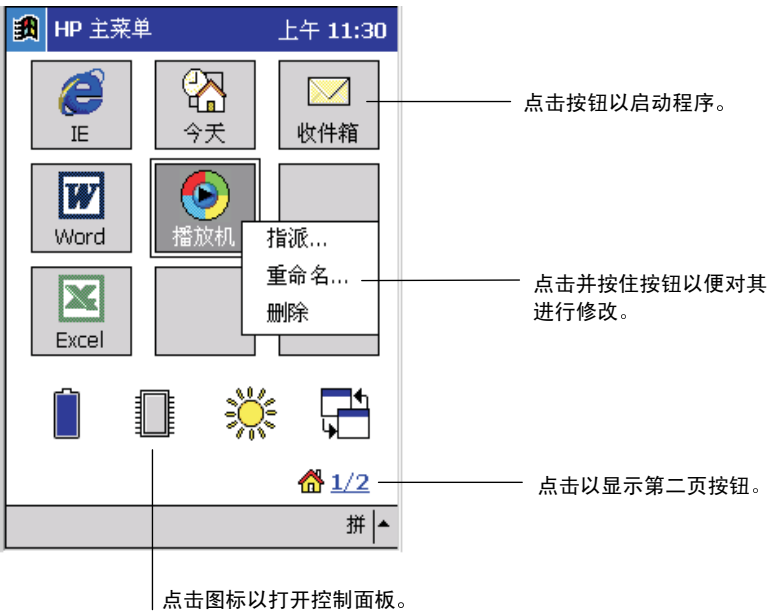 HP 主菜单 上午 11:30
IE 今天 收件箱
点击按钮以启动程序。
Word 播放机
指派...
重命名...
删除
点击并按住按钮以便对其
进行修改。
Excel
1/2
点击以显示第二页按钮。
拼
点击图标以打开控制面板。